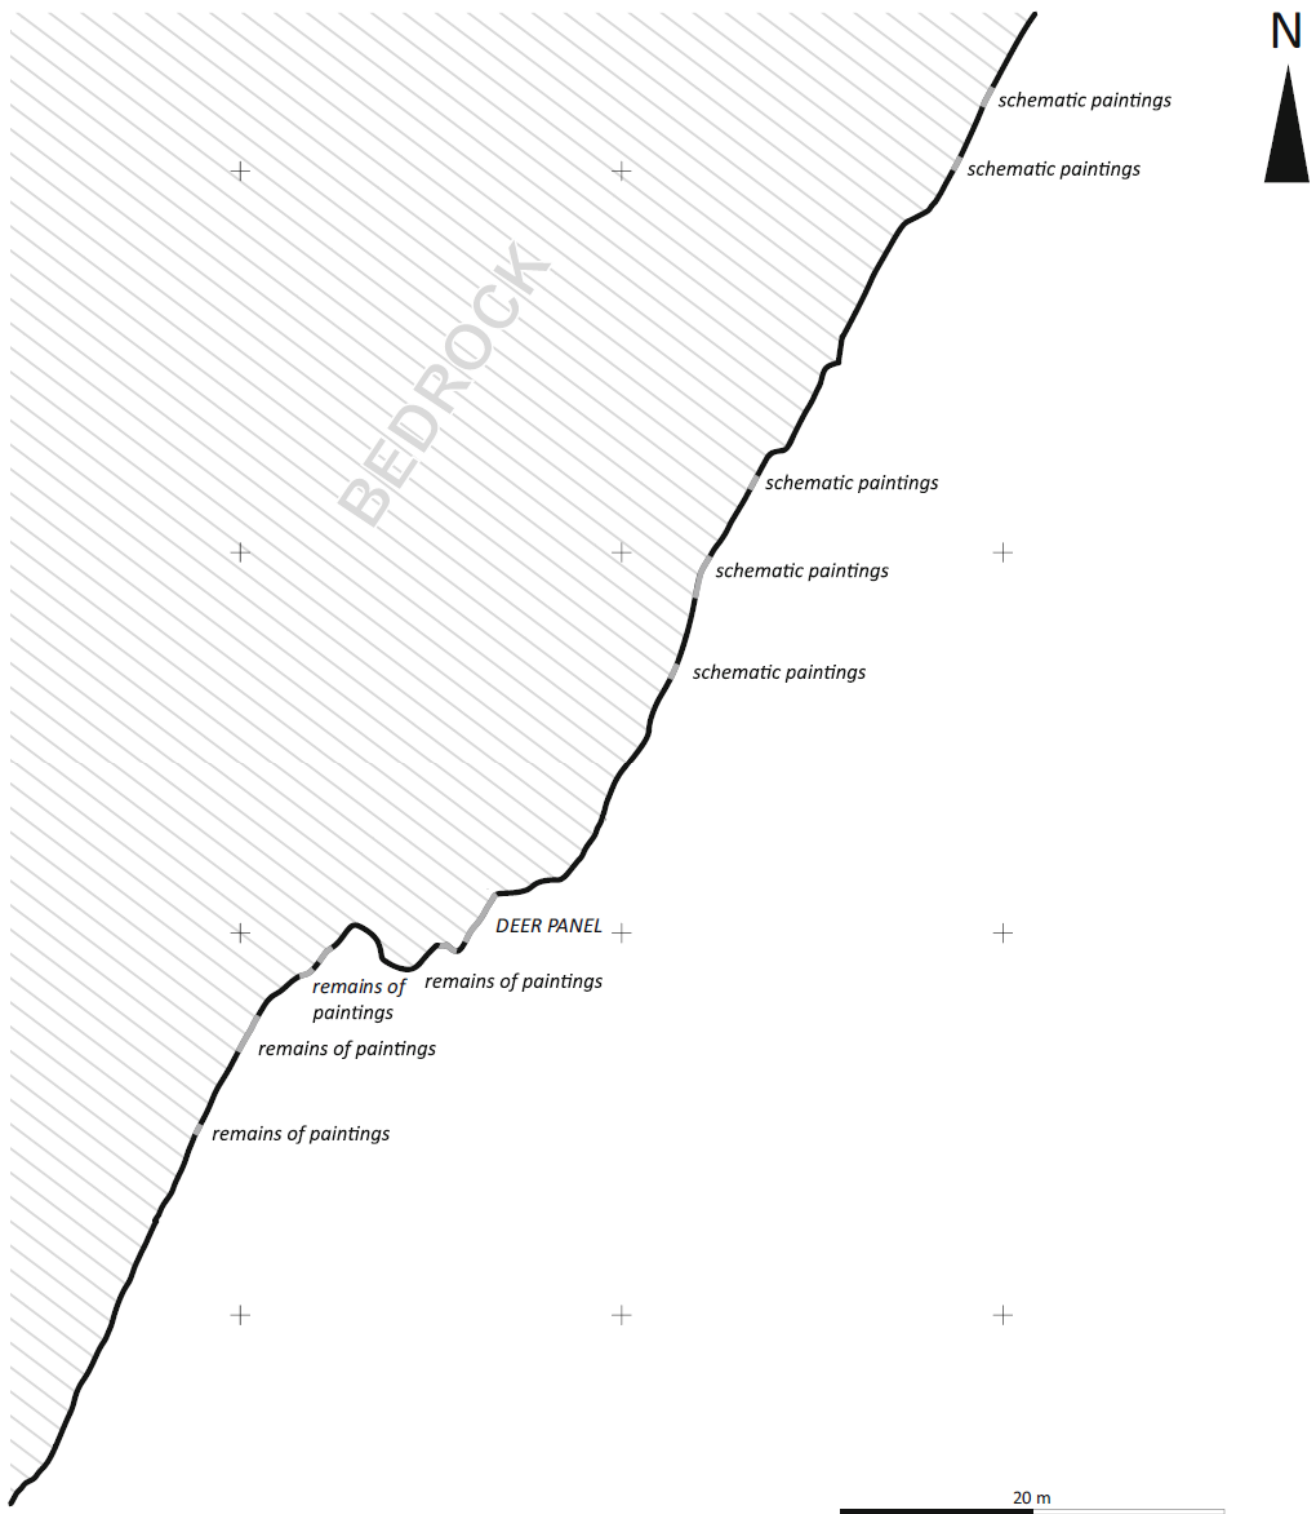 N
schematic paintings
schematic paintings
BEDROCK
schematic paintings
schematic paintings
schematic paintings
DEER PANEL
remains of paintings
remains of
paintings
remains of paintings
remains of paintings
20 m